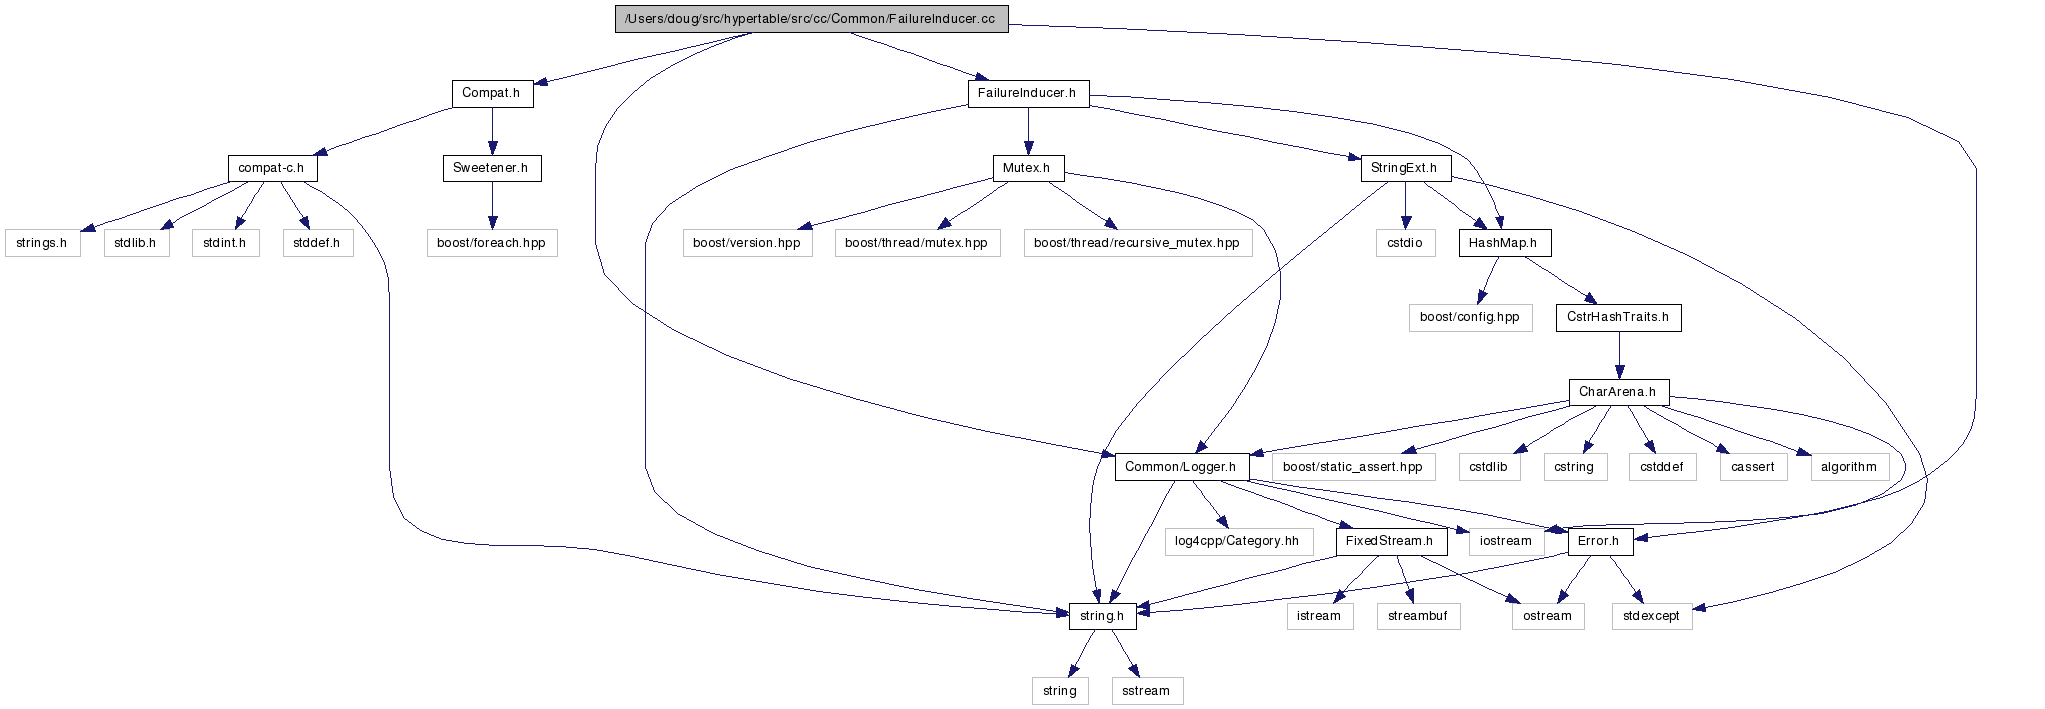 /Users/doug/src/hypertable/src/cc/Common/FailureInducer.cc
Compat.h
FailureInducer.h
compat-c.h
Sweetener.h
Mutex.h
StringExt.h
strings.h
stdlib.h
stdint.h
stddef.h
boost/foreach.hpp
boost/version.hpp
boost/thread/mutex.hpp
boost/thread/recursive_mutex.hpp
cstdio
HashMap.h
boost/config.hpp
CstrHashTraits.h
CharArena.h
Common/Logger.h
boost/static_assert.hpp
cstdlib
cstring
cstddef
cassert
algorithm
log4cpp/Category.hh
FixedStream.h
iostream
Error.h
string.h
istream
streambuf
ostream
stdexcept
string
sstream